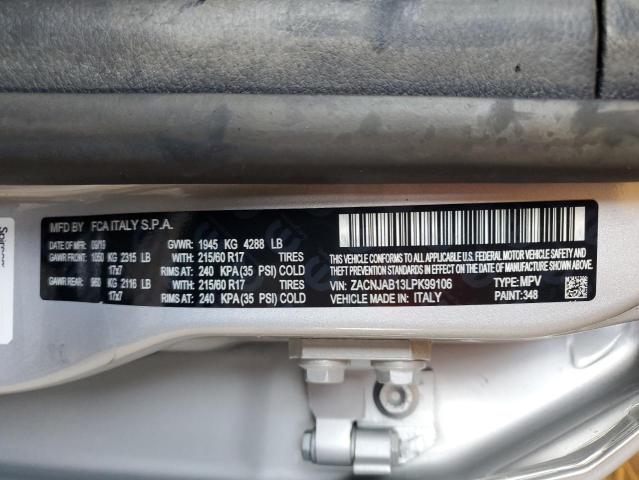 MFD BY FCA ITALY S.P.A.
DATE OF MFR: 09/19 GVWR: 1945 KG 4288 LB
GAWR FRONT: 1050 KG 2315 LB WITH: 215/60 R17 TIRES
17x7 RIMS AT: 240 KPA (35 PSI) COLD
GAWR REAR: 960 KG 2116 LB WITH: 215/60 R17 TIRES
17x7 RIMS AT: 240 KPA (35 PSI) COLD
THIS VEHICLE CONFORMS TO ALL APPLICABLE U.S. FEDERAL MOTOR VEHICLE SAFETY
AND THEFT PREVENTION STANDARDS IN EFFECT ON THE DATE OF MFR SHOWN ABOVE.
VIN: ZACNJAB13LPK99106 TYPE: MPV
VEHICLE MADE IN: ITALY PAINT: 348